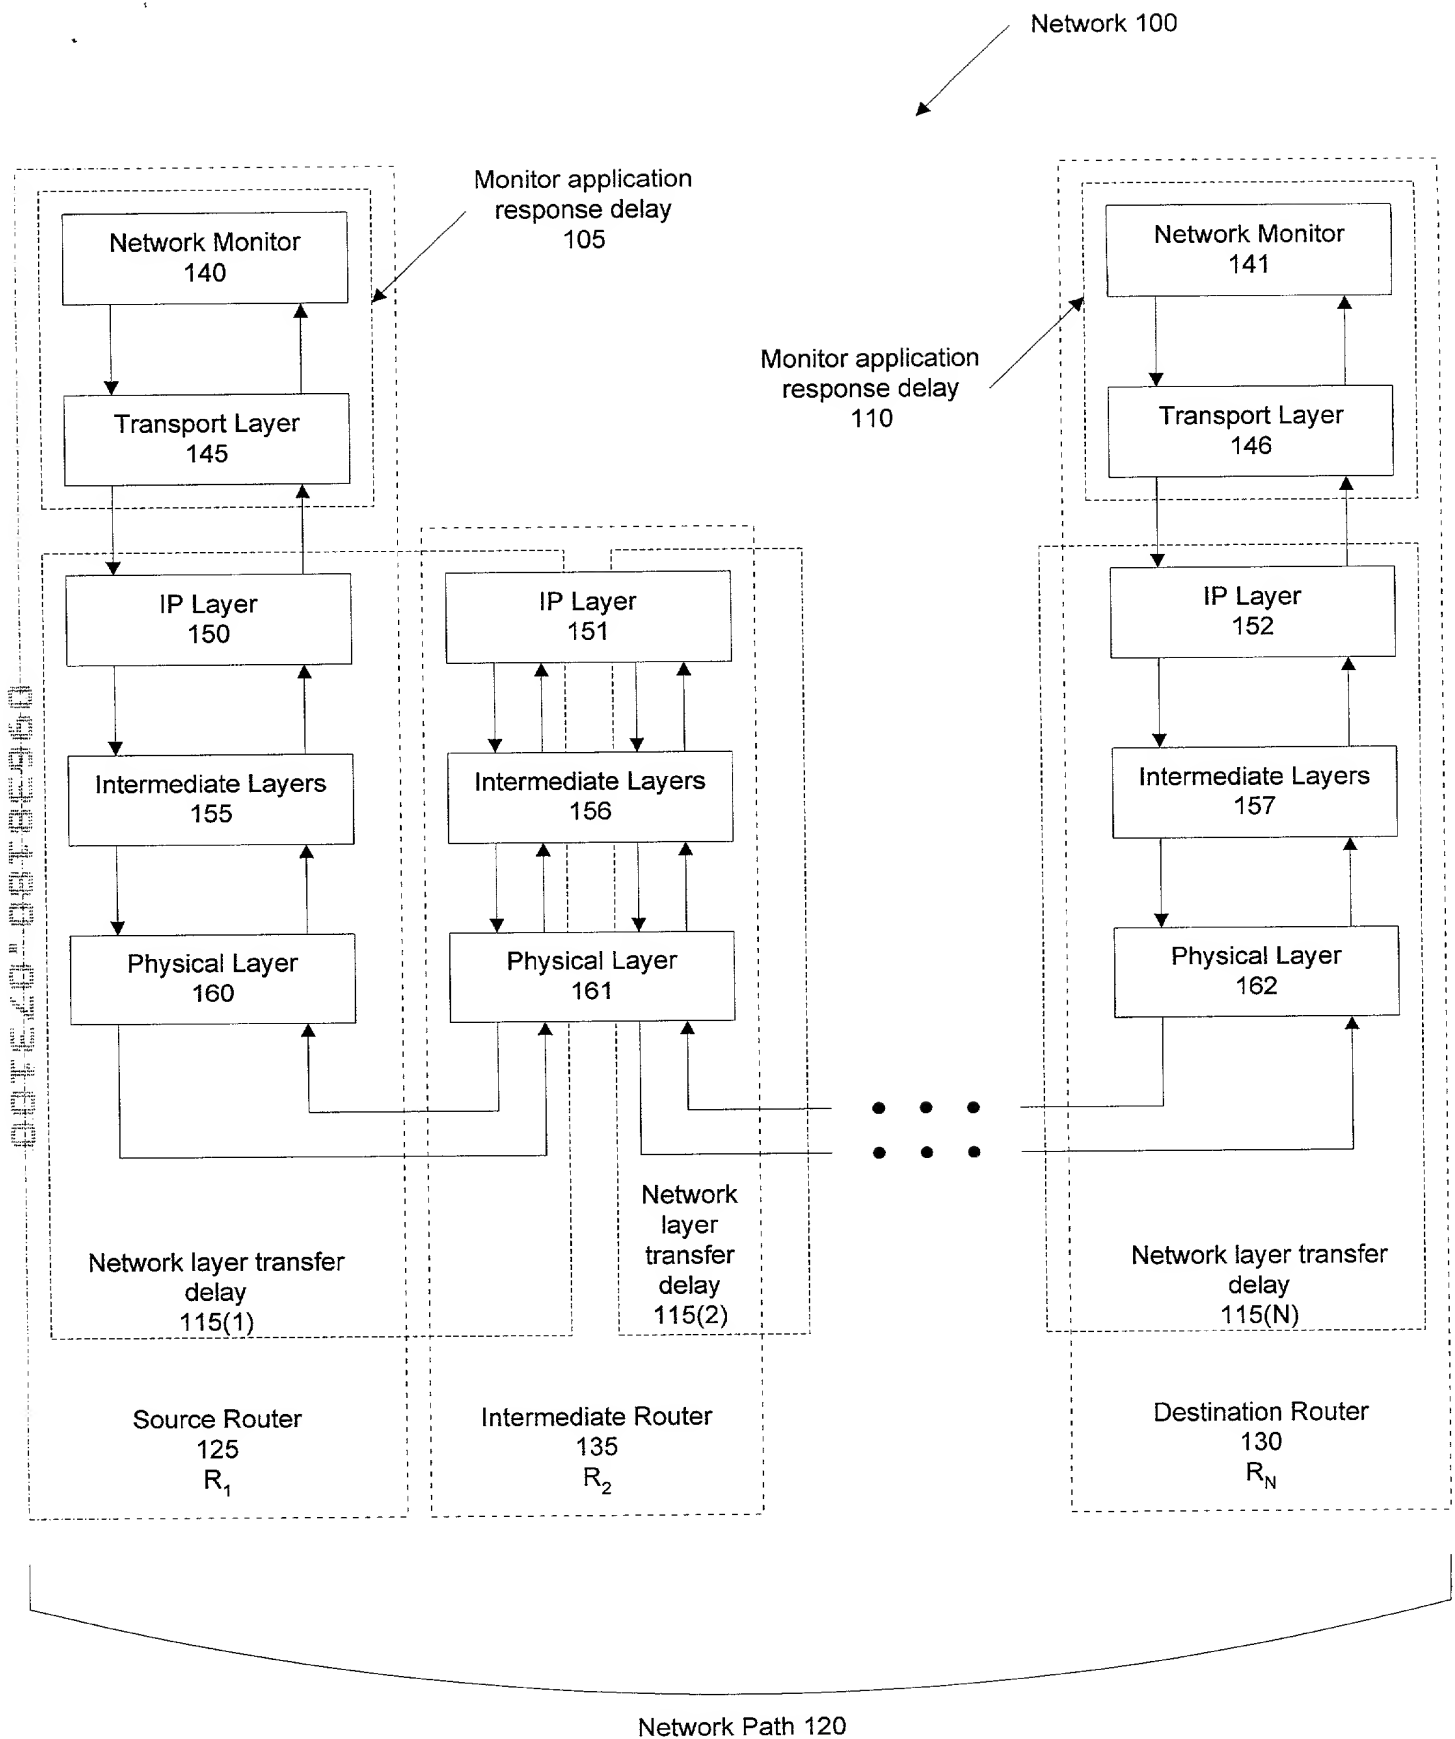 Network 100
Monitor application
response delay
105
Network Monitor
140
Network Monitor
141
Monitor application
response delay
110
Transport Layer
145
Transport Layer
146
IP Layer
150
IP Layer
151
IP Layer
152
Intermediate Layers
155
Intermediate Layers
156
Intermediate Layers
157
Physical Layer
160
Physical Layer
161
Physical Layer
162
Network layer transfer
delay
115(1)
Network
layer
transfer
delay
115(2)
Network layer transfer
delay
115(N)
Source Router
125
R1
Intermediate Router
135
R2
Destination Router
130
RN
Network Path 120